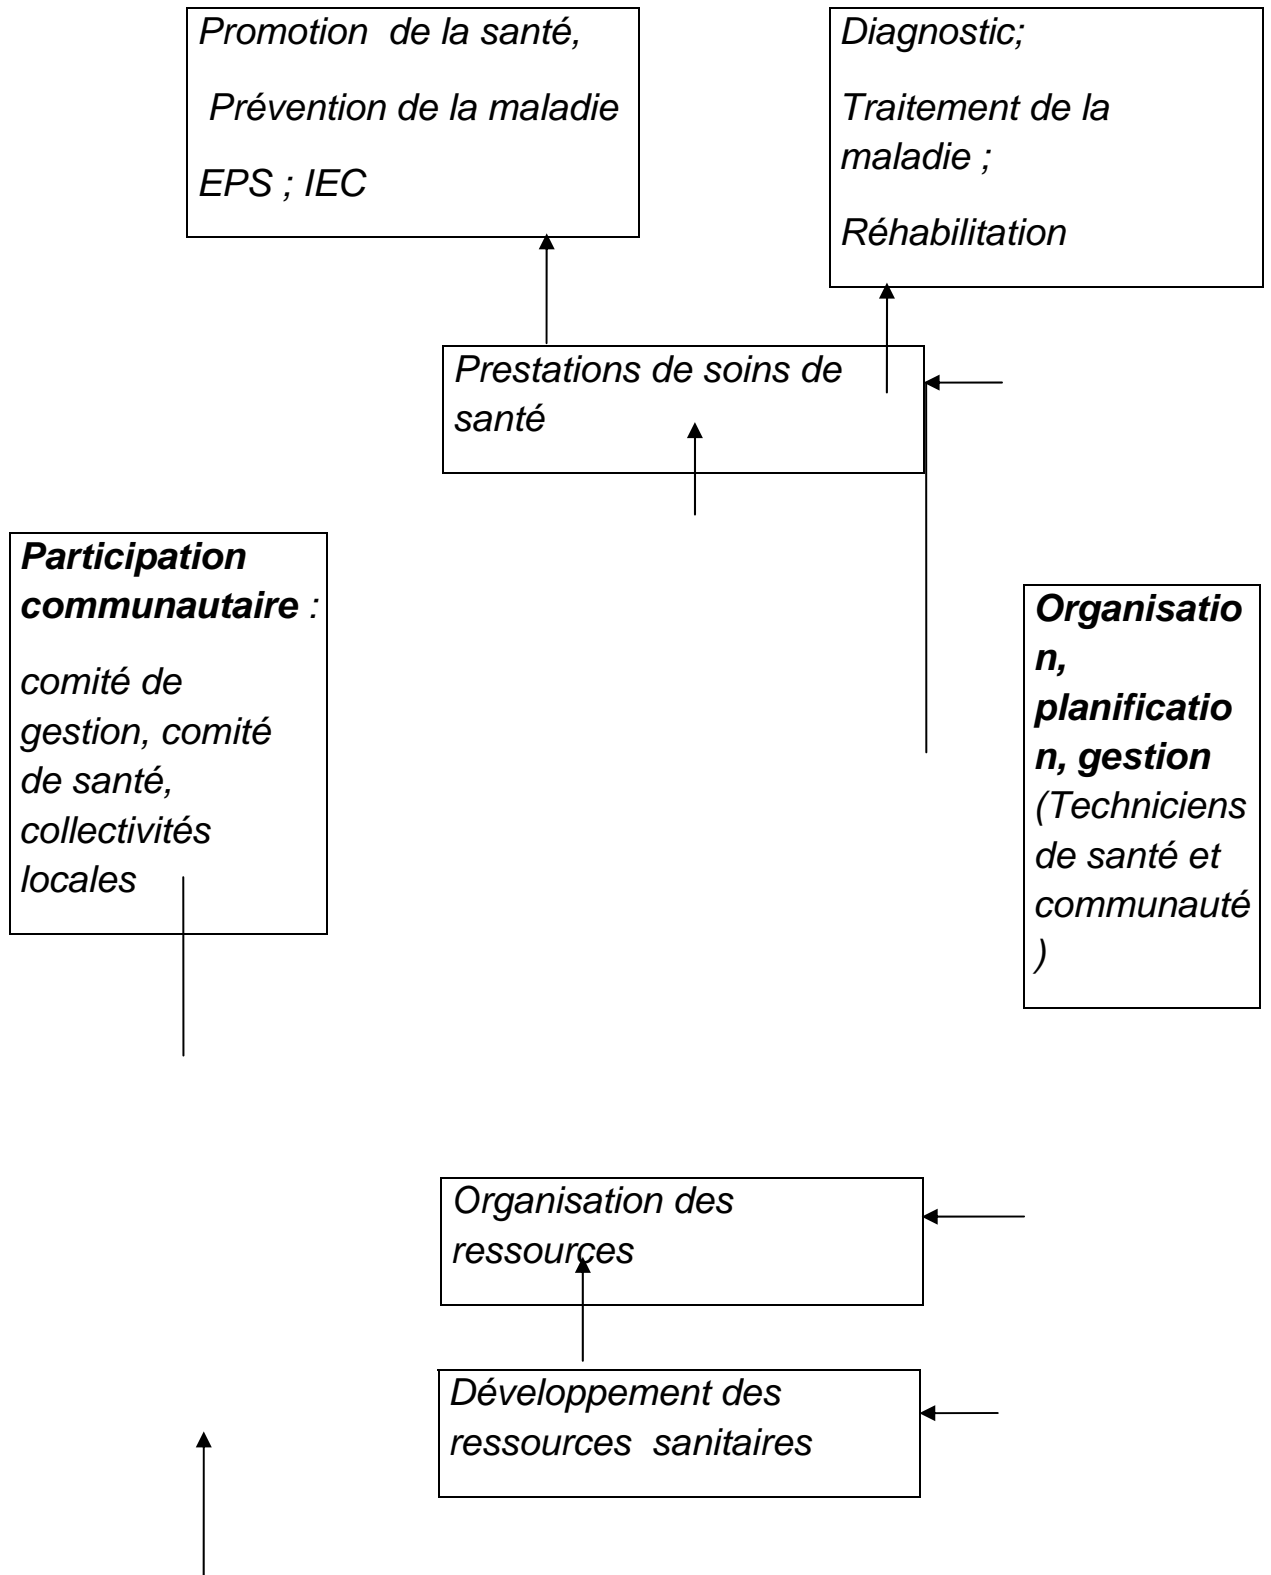 Promotion de la santé,
Prévention de la maladie
EPS ; IEC
Diagnostic;
Traitement de la
maladie ;
Réhabilitation
Prestations de soins de
santé
Participation
communautaire :
comité de
gestion, comité
de santé,
collectivités
locales
Organisatio
n,
planificatio
n, gestion
(Techniciens
de santé et
communauté
)
Organisation des
ressources
Développement des
ressources sanitaires